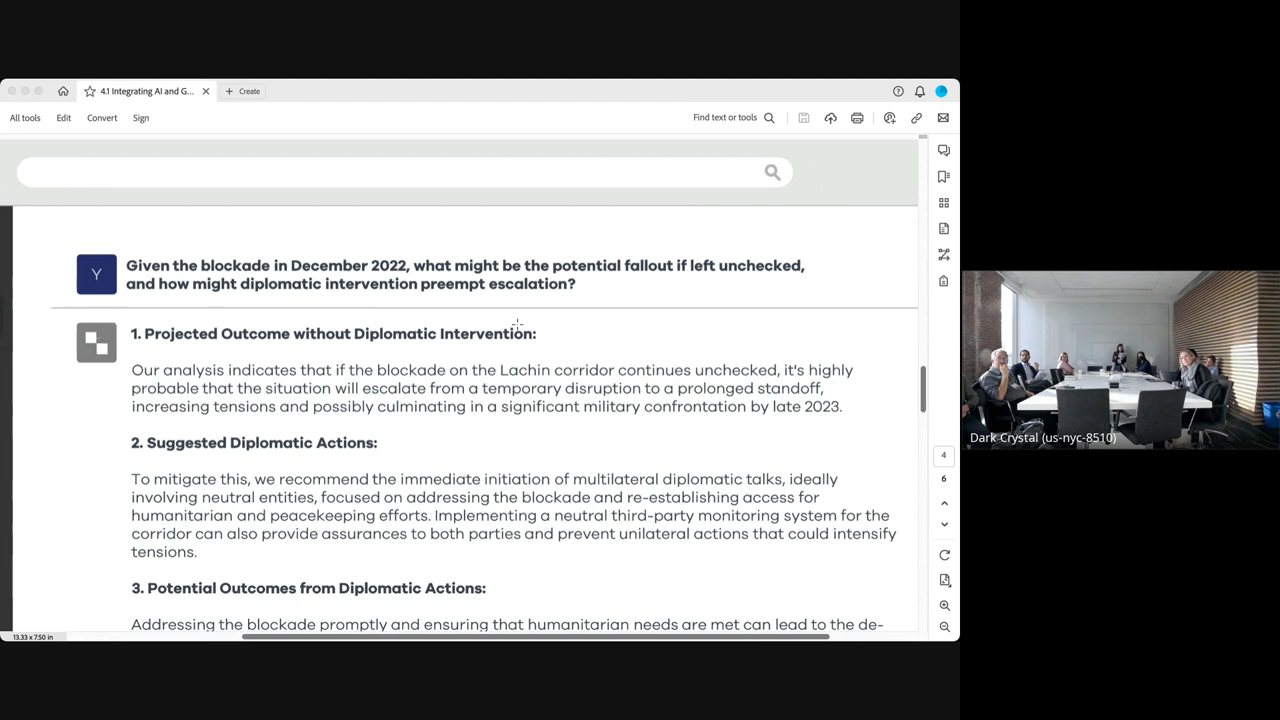 4.1 Integrating AI and G...
Create
All tools
Edit
Convert
Sign
Find text or tools
Y
Given the blockade in December 2022, what might be the potential fallout if left unchecked,
and how might diplomatic intervention preempt escalation?
1. Projected Outcome without Diplomatic Intervention:
Our analysis indicates that if the blockade on the Lachin corridor continues unchecked, it's highly
probable that the situation will escalate from a temporary disruption to a prolonged standoff,
increasing tensions and possibly culminating in a significant military confrontation by late 2023.
2. Suggested Diplomatic Actions:
To mitigate this, we recommend the immediate initiation of multilateral diplomatic talks, ideally
involving neutral entities, focused on addressing the blockade and re-establishing access for
humanitarian and peacekeeping efforts. Implementing a neutral third-party monitoring system for the
corridor can also provide assurances to both parties and prevent unilateral actions that could intensify
tensions.
3. Potential Outcomes from Diplomatic Actions:
Addressing the blockade promptly and ensuring that humanitarian needs are met can lead to the de-
4
6
13.33 x 7.50 in
Dark Crystal (us-nyc-8510)